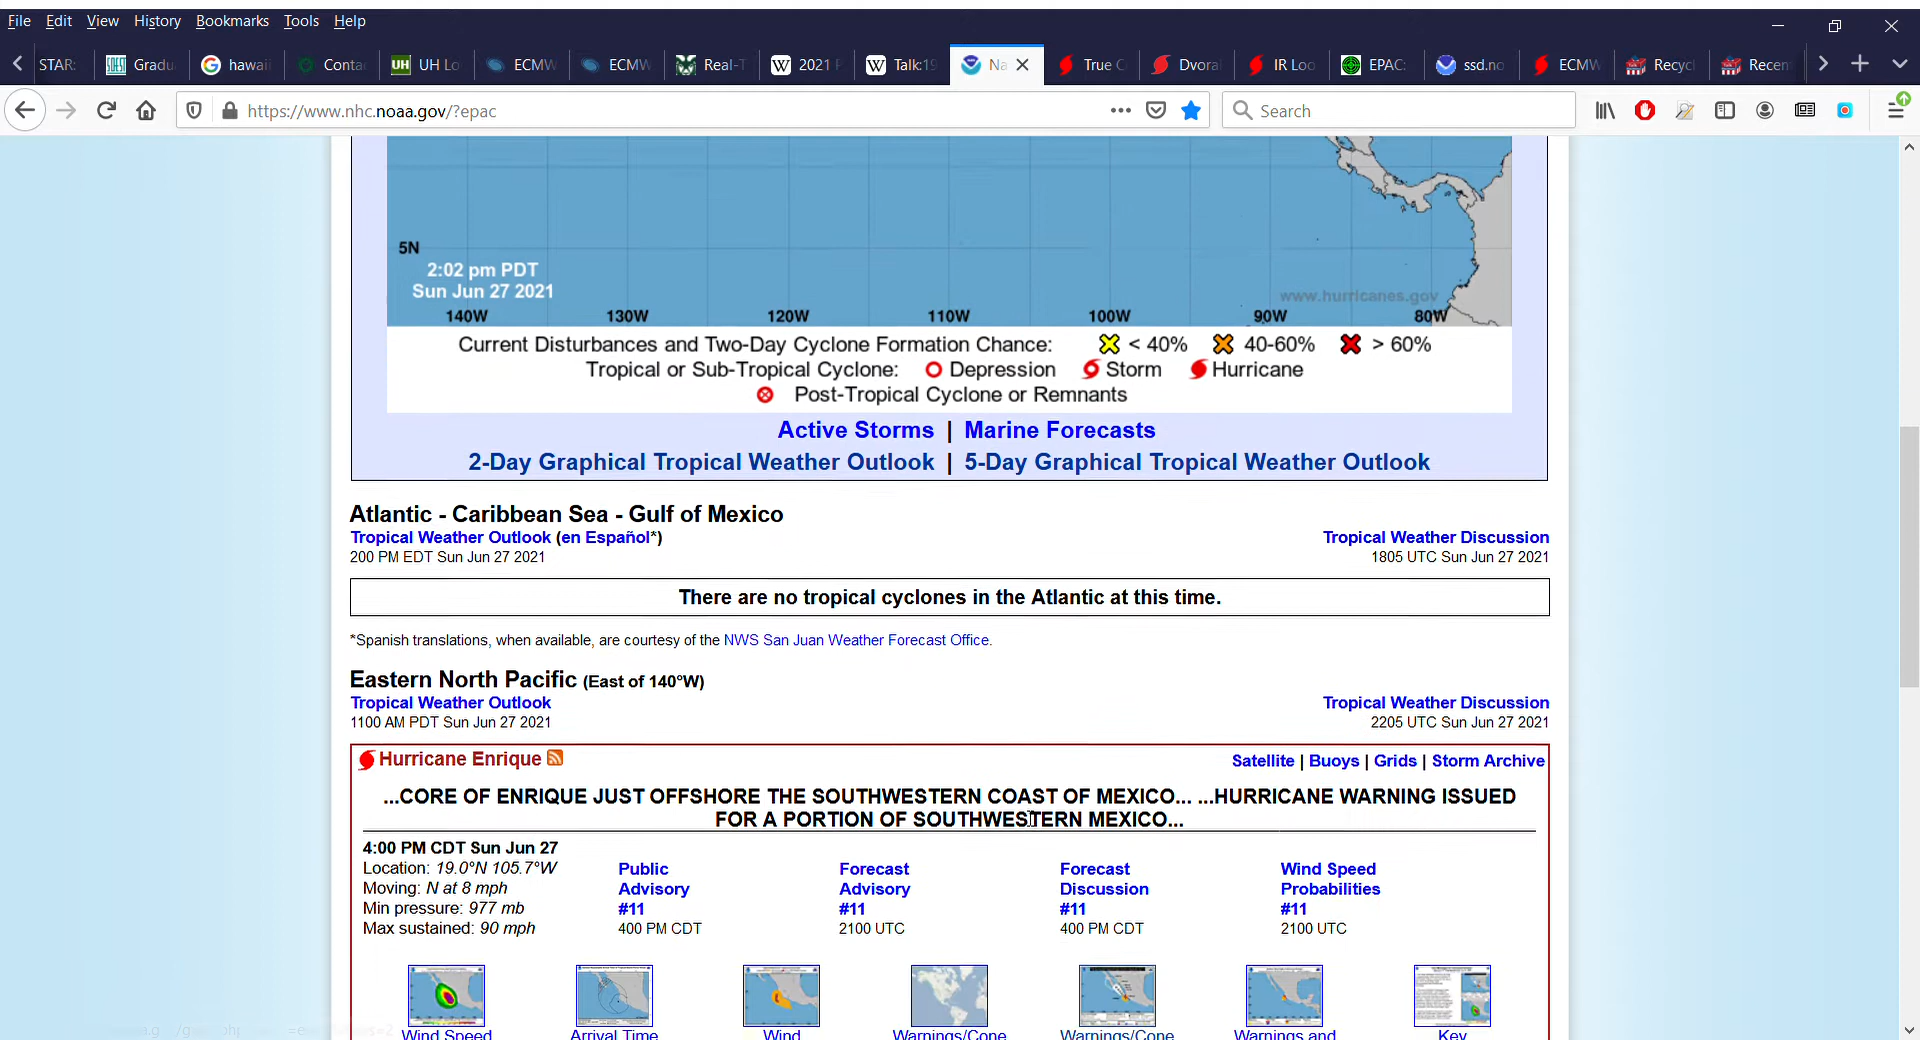 File Edit View History Bookmarks Tools Help
STAR: Gradu hawaii Conta UH Lo ECMW ECMW Real-T 2021 P Talk:19 Na True C Dvoral IR Loo EPAC: ssd.no ECMW Recycl Recen
https://www.nhc.noaa.gov/?epac
Search
5N
2:02 pm PDT
Sun Jun 27 2021
www.hurricanes.gov
140W 130W 120W 110W 100W 90W 80W
Current Disturbances and Two-Day Cyclone Formation Chance: < 40% 40-60% > 60%
Tropical or Sub-Tropical Cyclone: Depression Storm Hurricane
Post-Tropical Cyclone or Remnants
Active Storms | Marine Forecasts
2-Day Graphical Tropical Weather Outlook | 5-Day Graphical Tropical Weather Outlook
Atlantic - Caribbean Sea - Gulf of Mexico
Tropical Weather Outlook (en Español*) Tropical Weather Discussion
200 PM EDT Sun Jun 27 2021 1805 UTC Sun Jun 27 2021
There are no tropical cyclones in the Atlantic at this time.
*Spanish translations, when available, are courtesy of the NWS San Juan Weather Forecast Office.
Eastern North Pacific (East of 140°W)
Tropical Weather Outlook Tropical Weather Discussion
1100 AM PDT Sun Jun 27 2021 2205 UTC Sun Jun 27 2021
Hurricane Enrique Satellite | Buoys | Grids | Storm Archive
...CORE OF ENRIQUE JUST OFFSHORE THE SOUTHWESTERN COAST OF MEXICO... ...HURRICANE WARNING ISSUED
FOR A PORTION OF SOUTHWESTERN MEXICO...
4:00 PM CDT Sun Jun 27
Location: 19.0°N 105.7°W
Moving: N at 8 mph
Min pressure: 977 mb
Max sustained: 90 mph
Public
Advisory
#11
400 PM CDT
Forecast
Advisory
#11
2100 UTC
Forecast
Discussion
#11
400 PM CDT
Wind Speed
Probabilities
#11
2100 UTC
Wind Speed Arrival Time Wind Warnings/Cone Warnings/Cone Warnings and Key